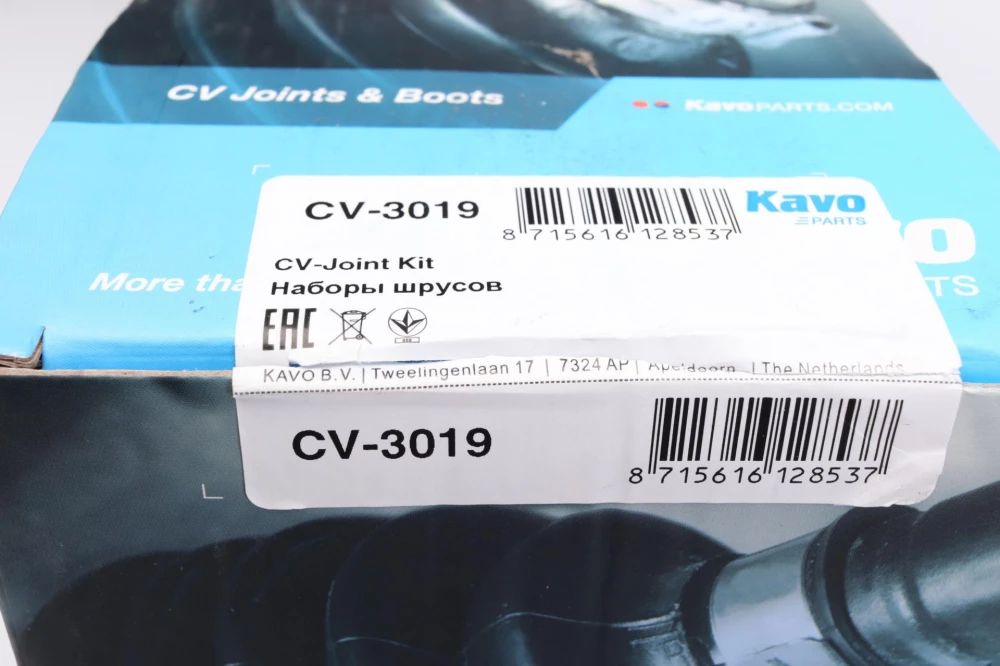 CV Joints & Boots
KavoPARTS.COM
CV-3019
8 715616 128537
Kavo
PARTS
CV-Joint Kit
Наборы шрусов
More tha
EAC
KAVO B.V. | Tweelingenlaan 17 | 7324 AP | Apeldoorn | The Netherlands
CV-3019
8 715616 128537